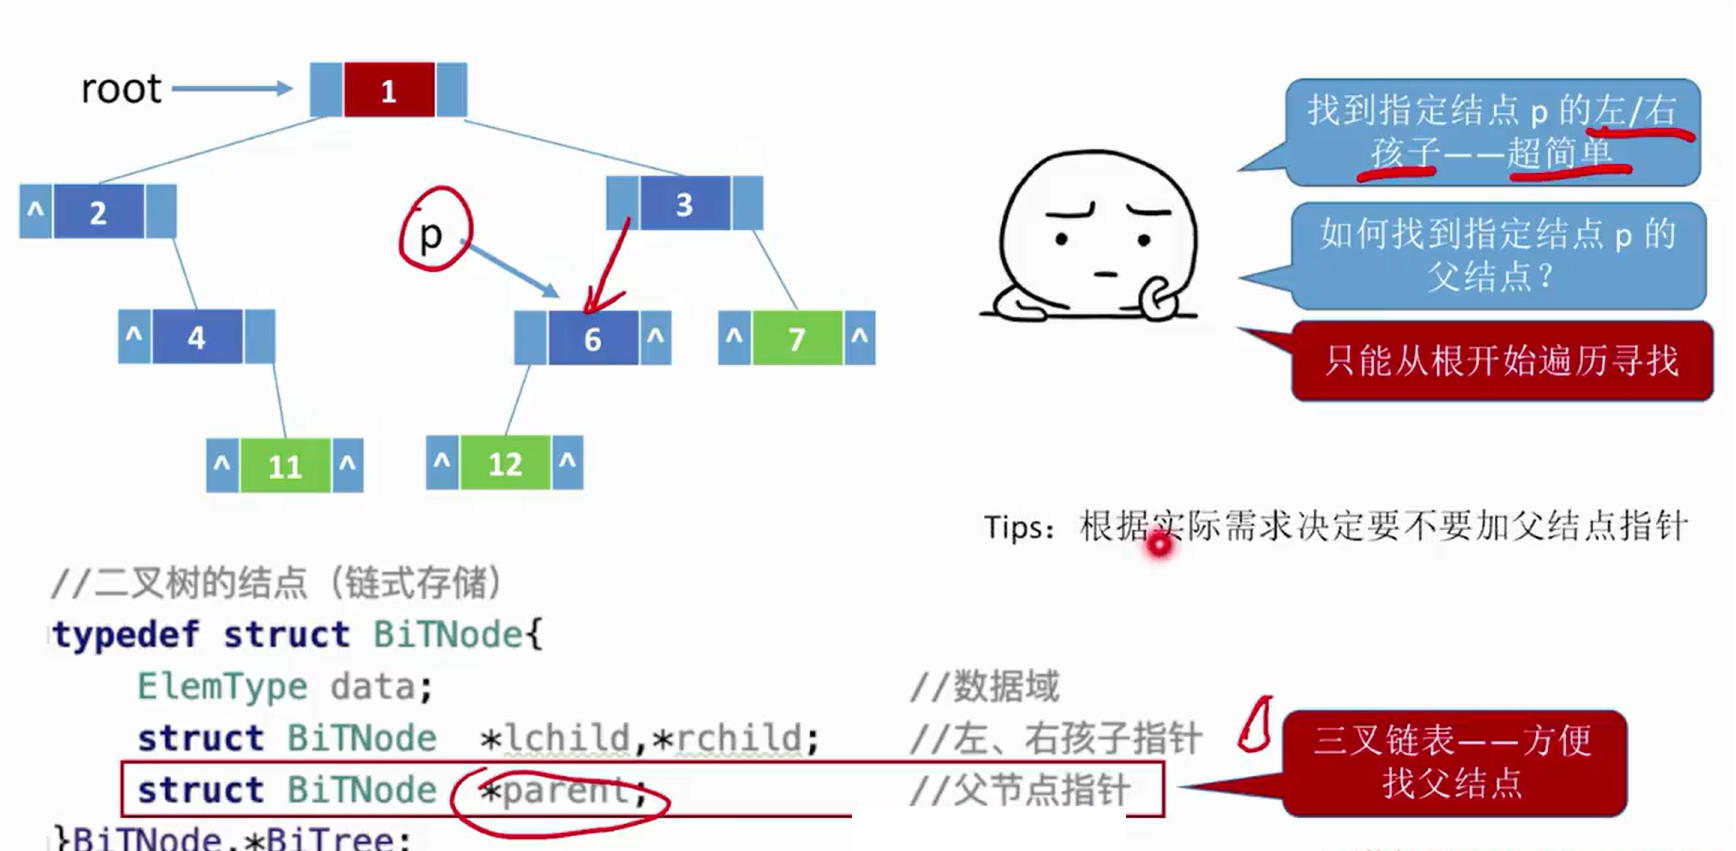 root
1
^ 2
3
p
^ 4
6 ^
^ 7 ^
^ 11 ^
^ 12 ^
找到指定结点 p 的左/右
孩子——超简单
如何找到指定结点 p 的
父结点？
只能从根开始遍历寻找
Tips：根据实际需求决定要不要加父结点指针
//二叉树的结点（链式存储）
typedef struct BiTNode{
ElemType data; //数据域
struct BiTNode *lchild,*rchild; //左、右孩子指针
struct BiTNode *parent; //父节点指针
}BiTNode,*BiTree;
三叉链表——方便
找父结点